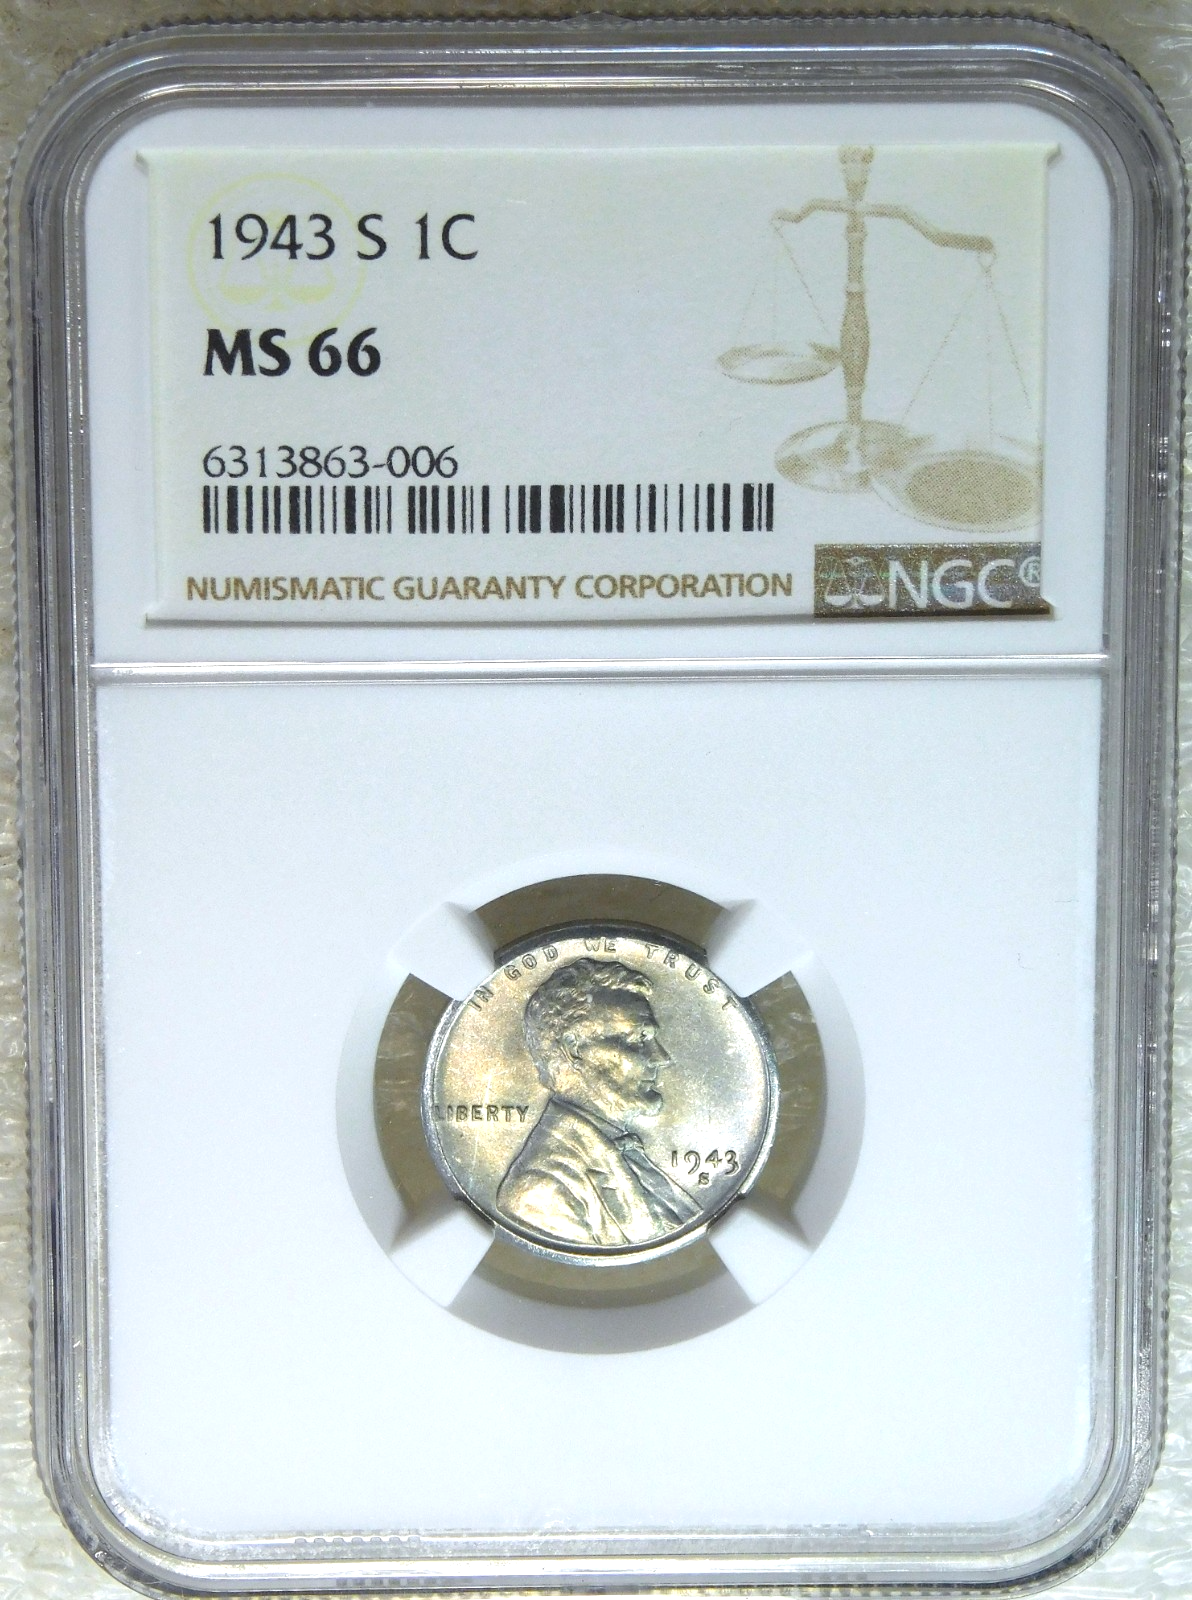 1943 S 1C
MS 66
6313863-006
NUMISMATIC GUARANTY CORPORATION
NGC®
IN GOD WE TRUST
LIBERTY
1943
S